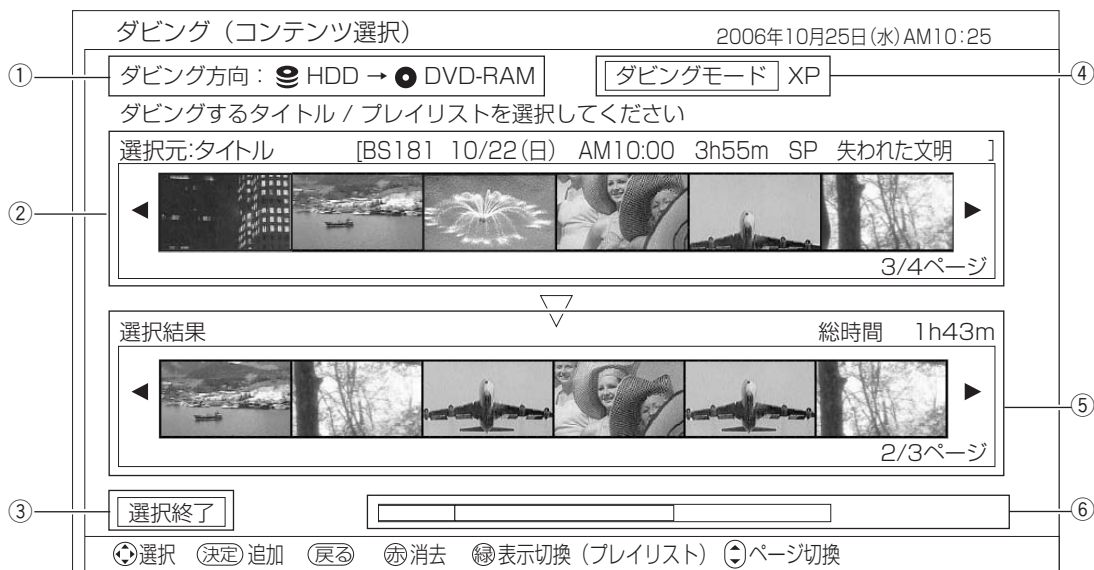 ダビング（コンテンツ選択） 2006年10月25日(水)AM10:25
① ダビング方向： HDD → DVD-RAM ダビングモード XP ④
ダビングするタイトル / プレイリストを選択してください
選択元:タイトル [BS181 10/22(日) AM10:00 3h55m SP 失われた文明 ]
② ◀ ▶
3/4ページ
選択結果 総時間 1h43m
◀ ▶ ⑤
2/3ページ
③ 選択終了 ⑥
選択 決定 追加 戻る 赤 消去 緑 表示切換（プレイリスト） ページ切換